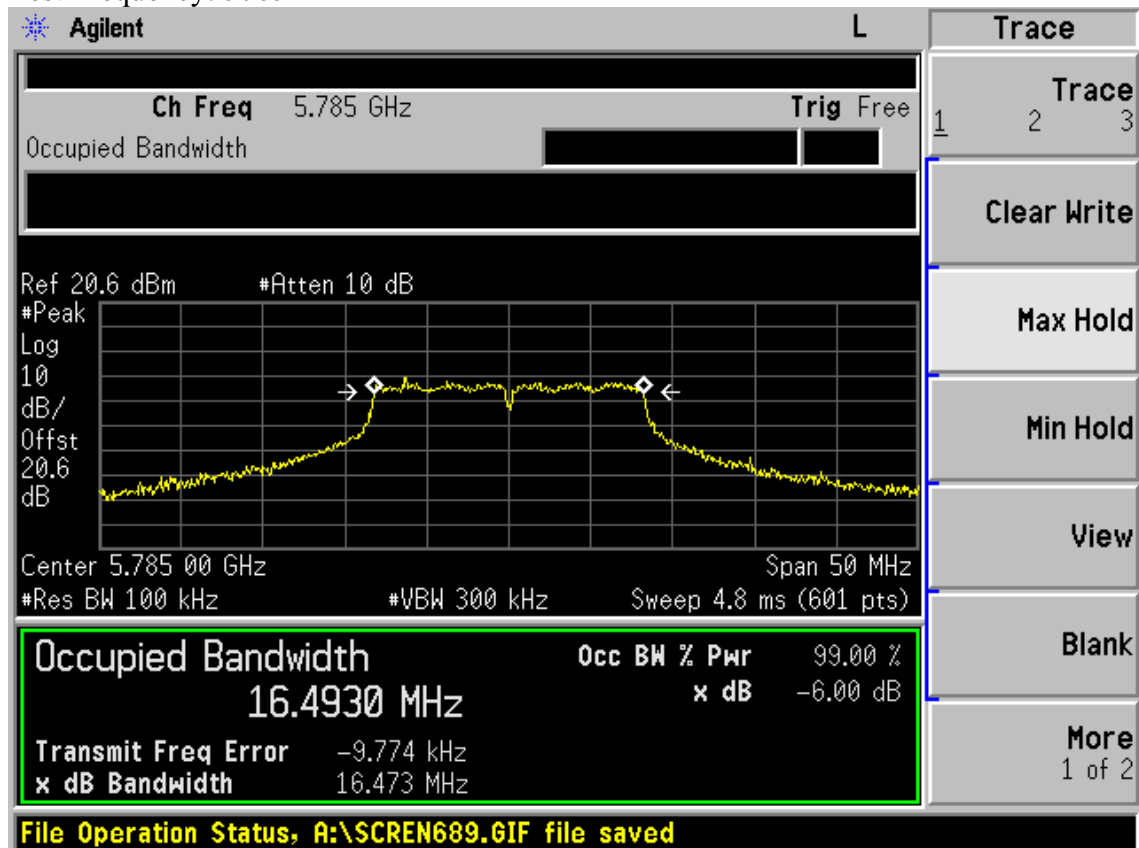 Agilent L Trace
Ch Freq 5.785 GHz Trig Free
Occupied Bandwidth
Trace
1 2 3
Clear Write
Ref 20.6 dBm #Atten 10 dB
#Peak
Log
10
dB/
Offst
20.6
dB
Max Hold
Min Hold
View
Center 5.785 00 GHz Span 50 MHz
#Res BW 100 kHz #VBW 300 kHz Sweep 4.8 ms (601 pts)
Occupied Bandwidth
16.4930 MHz
Occ BW % Pwr 99.00 %
x dB -6.00 dB
Transmit Freq Error -9.774 kHz
x dB Bandwidth 16.473 MHz
Blank
More
1 of 2
File Operation Status, A:\SCREN689.GIF file saved